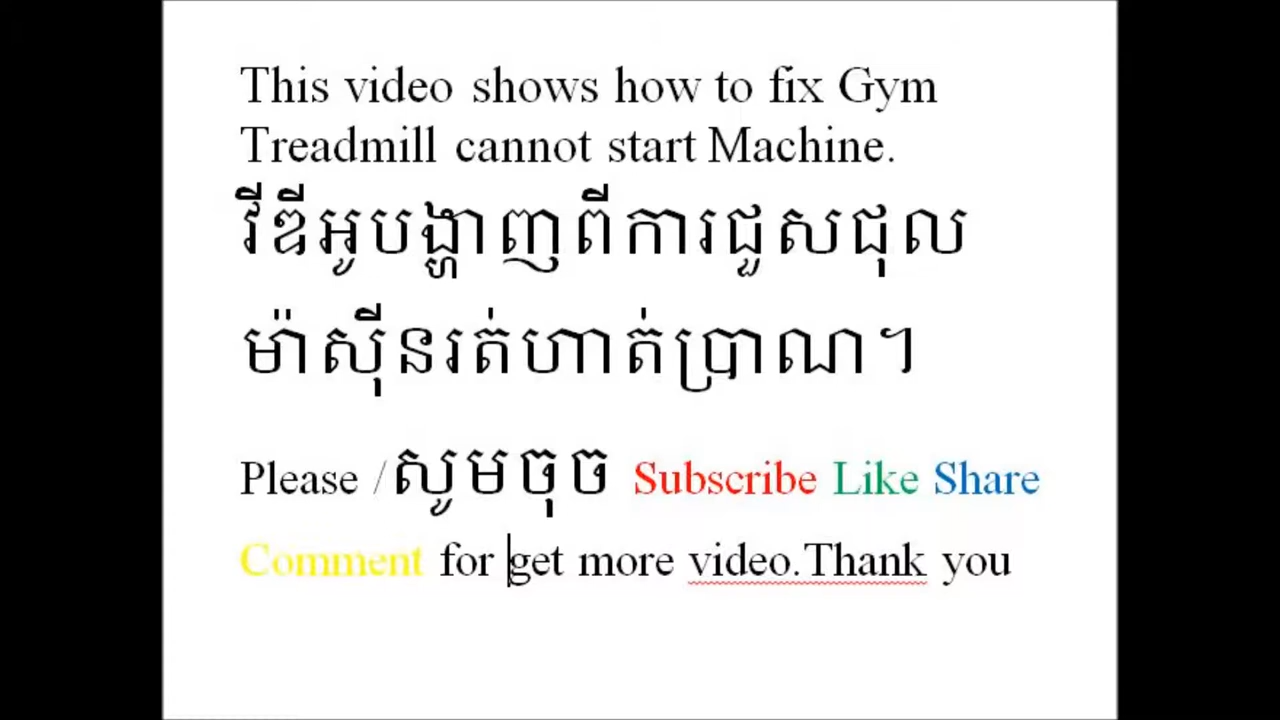 This video shows how to fix Gym
Treadmill cannot start Machine.
វីឌីអូបង្ហាញពីការជួសជុល
ម៉ាស៊ីនរត់ហាត់ប្រាណ។
Please /សូមចុច Subscribe Like Share
Comment for get more video.Thank you